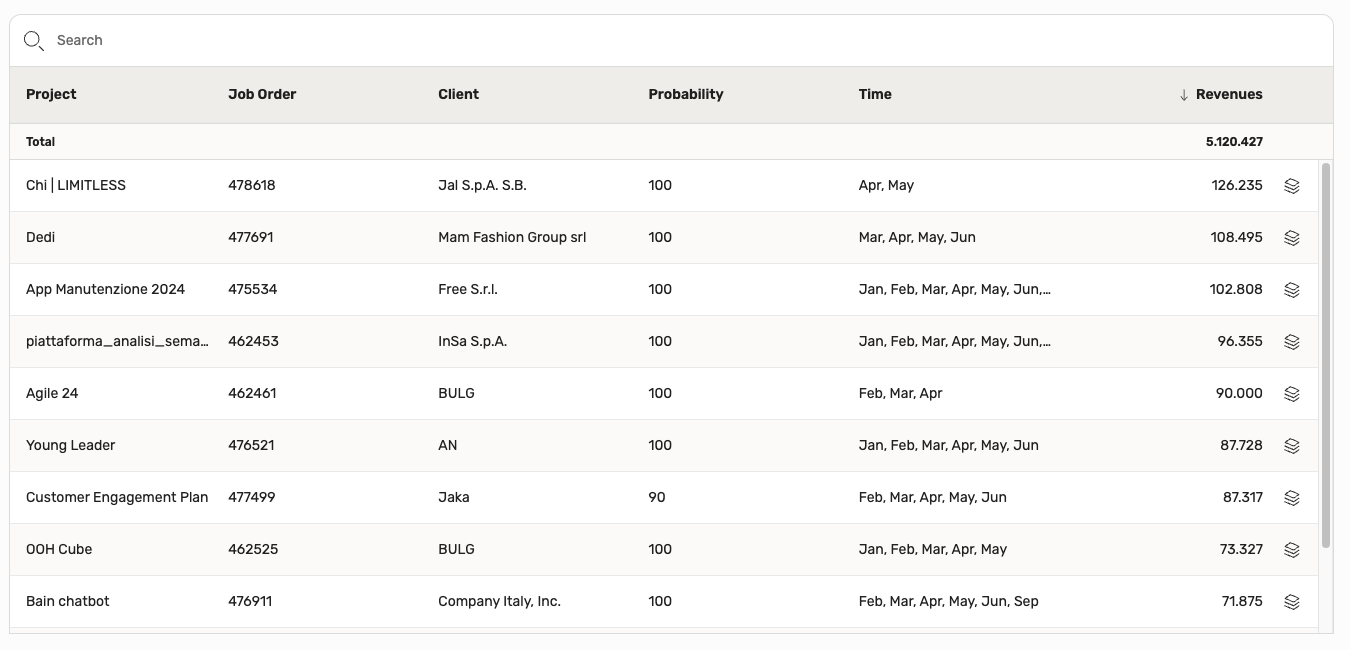 Search
Project Job Order Client Probability Time ↓ Revenues
Total 5.120.427
Chi | LIMITLESS 478618 Jal S.p.A. S.B. 100 Apr, May 126.235
Dedi 477691 Mam Fashion Group srl 100 Mar, Apr, May, Jun 108.495
App Manutenzione 2024 475534 Free S.r.l. 100 Jan, Feb, Mar, Apr, May, Jun,... 102.808
piattaforma_analisi_sema... 462453 InSa S.p.A. 100 Jan, Feb, Mar, Apr, May, Jun,... 96.355
Agile 24 462461 BULG 100 Feb, Mar, Apr 90.000
Young Leader 476521 AN 100 Jan, Feb, Mar, Apr, May, Jun 87.728
Customer Engagement Plan 477499 Jaka 90 Feb, Mar, Apr, May, Jun 87.317
OOH Cube 462525 BULG 100 Jan, Feb, Mar, Apr, May 73.327
Bain chatbot 476911 Company Italy, Inc. 100 Feb, Mar, Apr, May, Jun, Sep 71.875